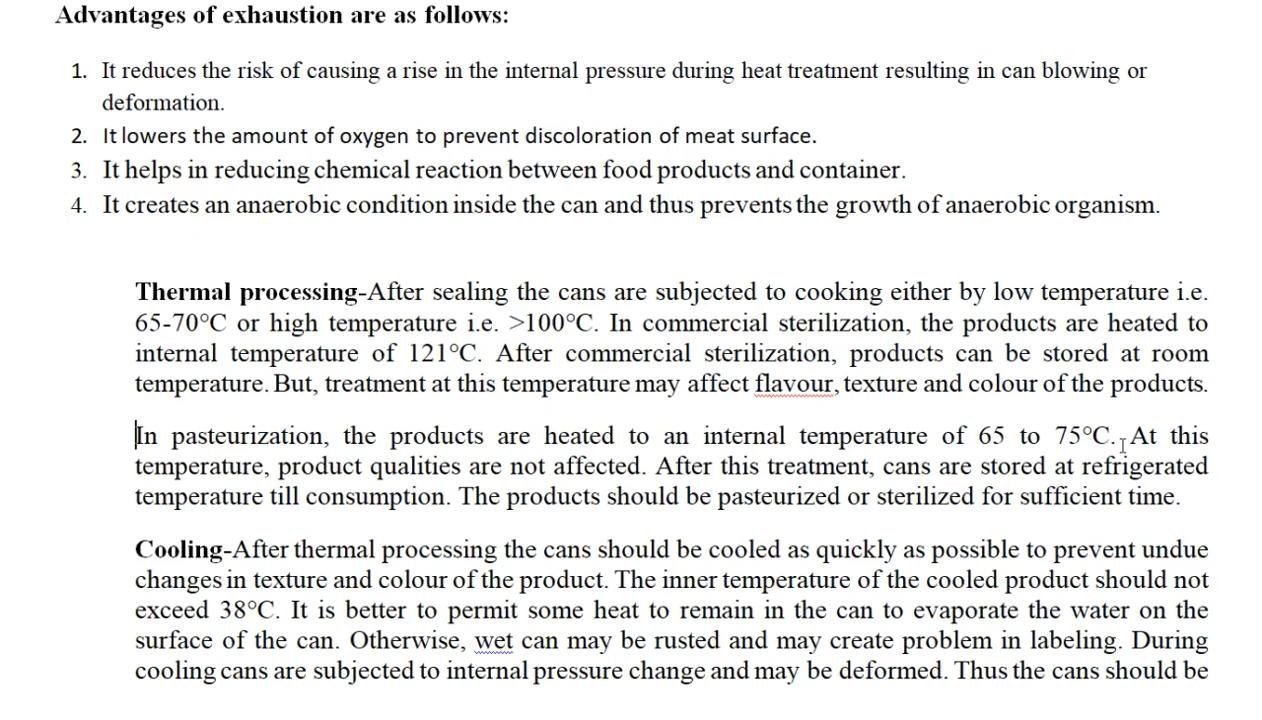 Advantages of exhaustion are as follows:
1. It reduces the risk of causing a rise in the internal pressure during heat treatment resulting in can blowing or
deformation.
2. It lowers the amount of oxygen to prevent discoloration of meat surface.
3. It helps in reducing chemical reaction between food products and container.
4. It creates an anaerobic condition inside the can and thus prevents the growth of anaerobic organism.
Thermal processing-After sealing the cans are subjected to cooking either by low temperature i.e.
65-70°C or high temperature i.e. >100°C. In commercial sterilization, the products are heated to
internal temperature of 121°C. After commercial sterilization, products can be stored at room
temperature. But, treatment at this temperature may affect flavour, texture and colour of the products.
In pasteurization, the products are heated to an internal temperature of 65 to 75°C. At this
temperature, product qualities are not affected. After this treatment, cans are stored at refrigerated
temperature till consumption. The products should be pasteurized or sterilized for sufficient time.
Cooling-After thermal processing the cans should be cooled as quickly as possible to prevent undue
changes in texture and colour of the product. The inner temperature of the cooled product should not
exceed 38°C. It is better to permit some heat to remain in the can to evaporate the water on the
surface of the can. Otherwise, wet can may be rusted and may create problem in labeling. During
cooling cans are subjected to internal pressure change and may be deformed. Thus the cans should be